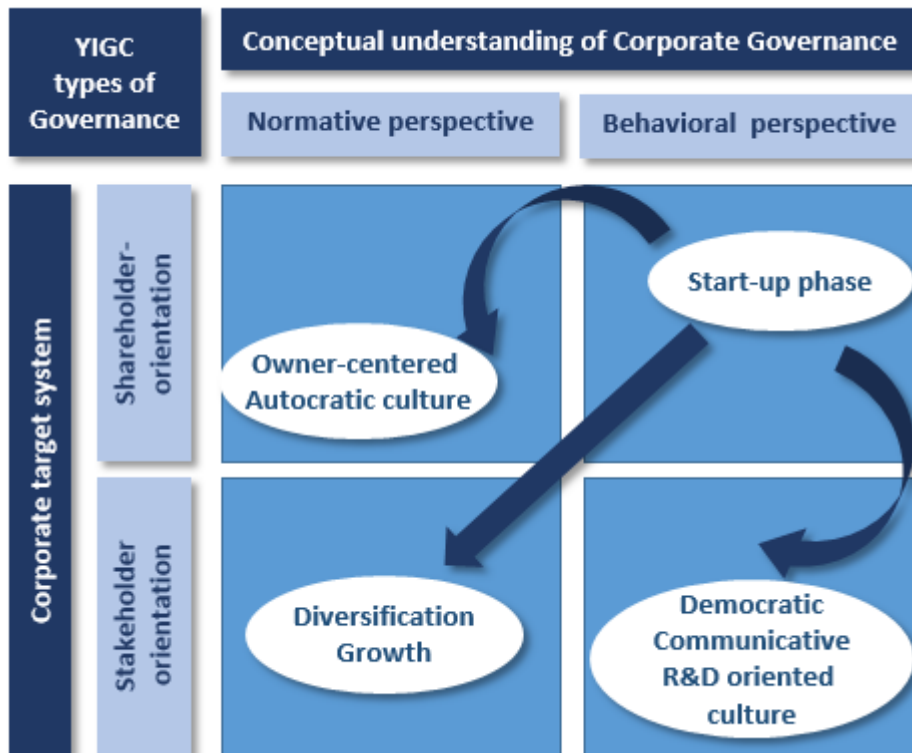 YIGC
types of
Governance
Conceptual understanding of Corporate Governance
Normative perspective
Behavioral perspective
Corporate target system
Shareholder-
orientation
Start-up phase
Owner-centered
Autocratic culture
Stakeholder
orientation
Diversification
Growth
Democratic
Communicative
R&D oriented
culture